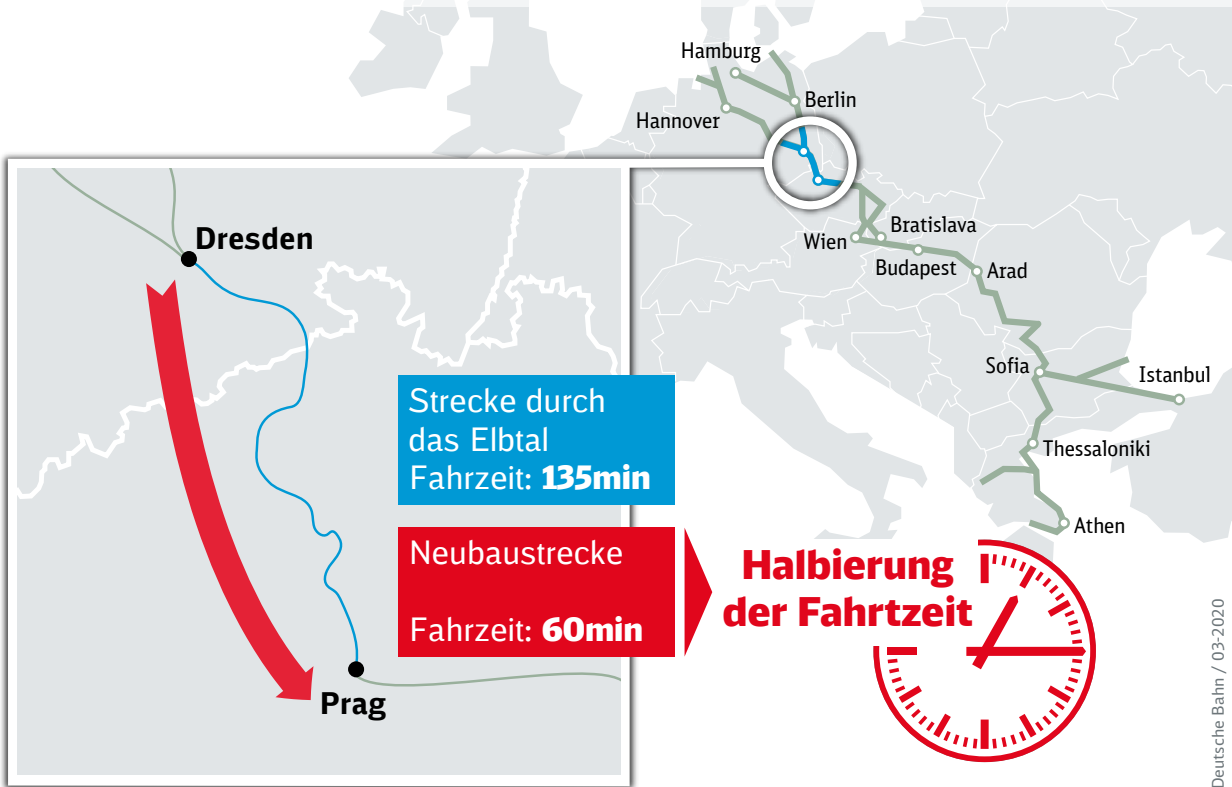 Hamburg
Berlin
Hannover
Dresden
Wien
Bratislava
Budapest
Arad
Sofia
Istanbul
Thessaloniki
Athen
Strecke durch
das Elbtal
Fahrzeit: 135min
Neubaustrecke
Fahrzeit: 60min
Halbierung
der Fahrtzeit
Prag
Deutsche Bahn / 03-2020